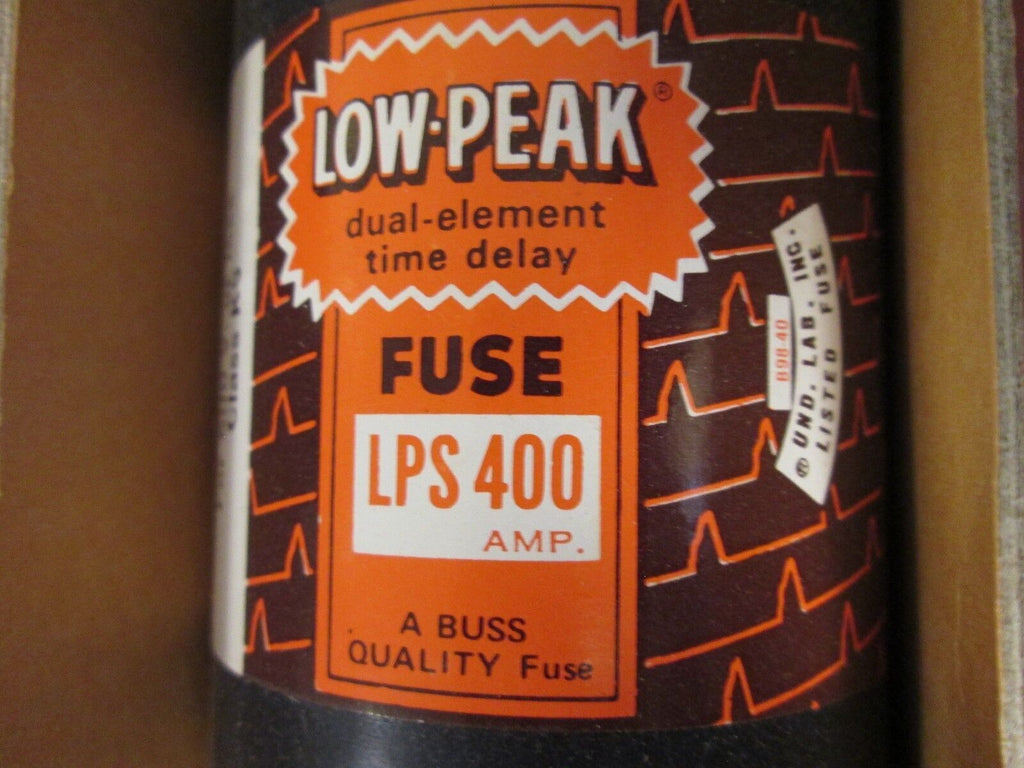 LOW-PEAK®
dual-element
time delay
FUSE
LPS 400
AMP.
A BUSS
QUALITY Fuse
® UND. LAB. INC.
LISTED FUSE